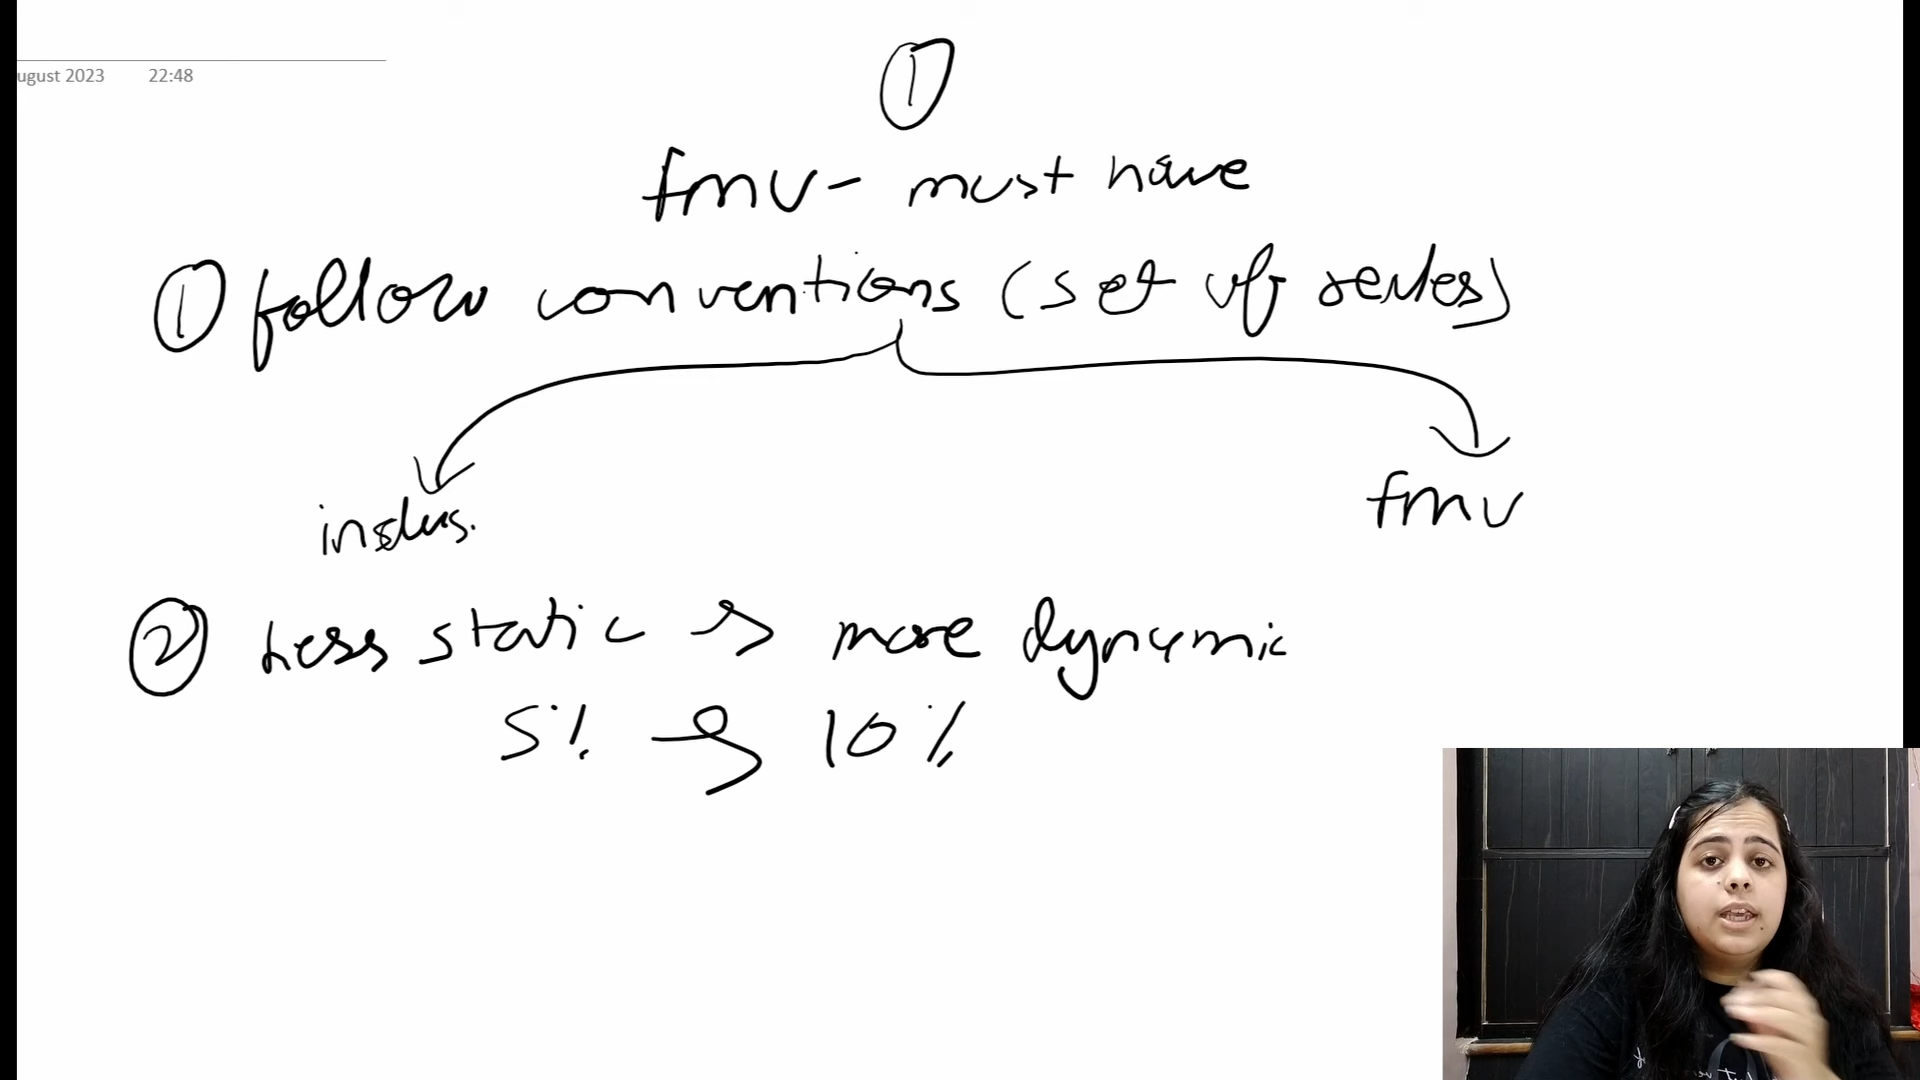 ugust 2023 22:48
①
fmv - must have
① follow conventions (set of rules)
indus. fmv
② Less static → more dynamic
5% → 10%